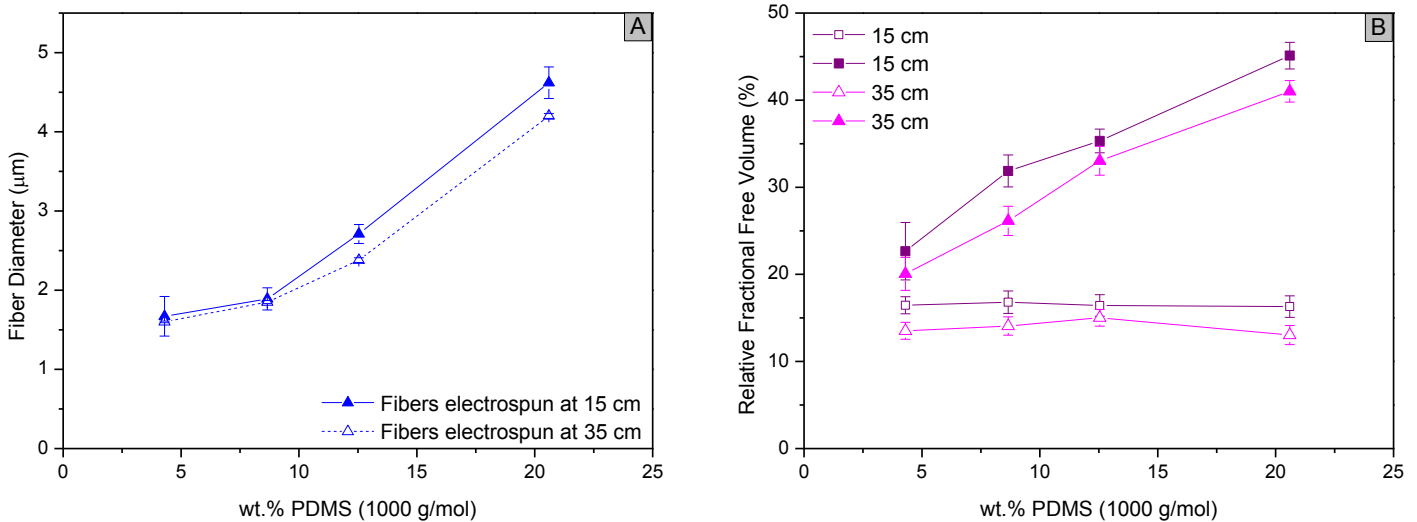 A
Fiber Diameter (μm)
5
4
3
2
1
0
Fibers electrospun at 15 cm
Fibers electrospun at 35 cm
0 5 10 15 20 25
wt.% PDMS (1000 g/mol)
B
Relative Fractional Free Volume (%)
50
40
30
20
10
0
15 cm
15 cm
35 cm
35 cm
0 5 10 15 20 25
wt.% PDMS (1000 g/mol)